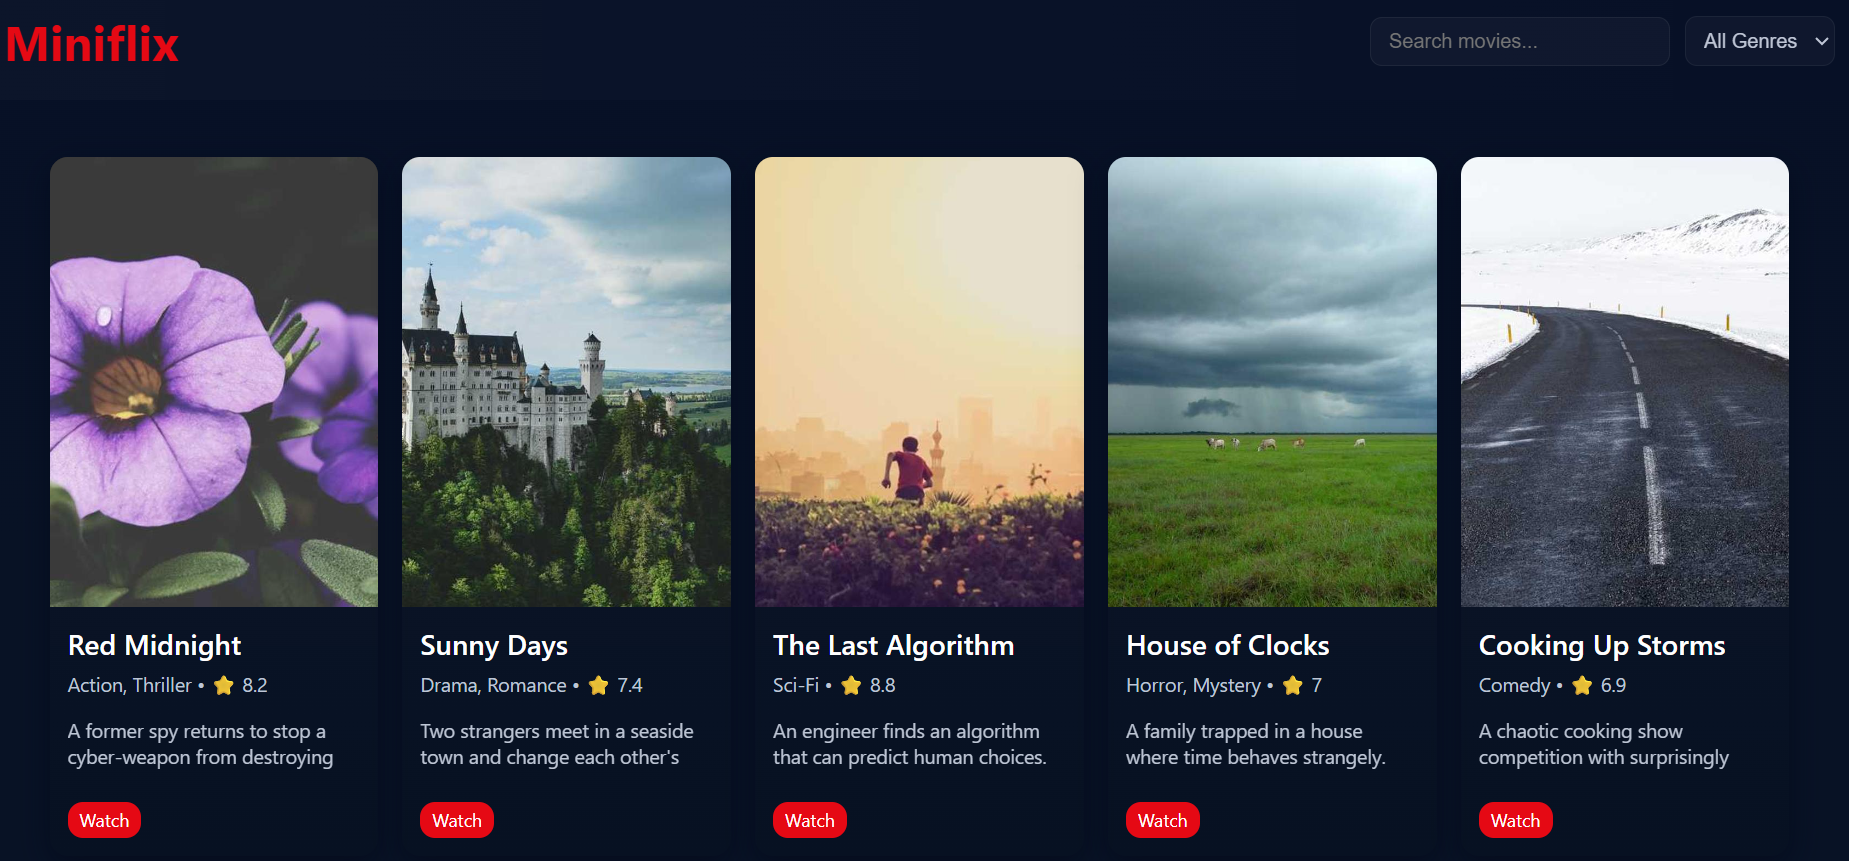 Miniflix
Search movies...
All Genres
Red Midnight
Action, Thriller • ⭐ 8.2
A former spy returns to stop a
cyber-weapon from destroying
Watch
Sunny Days
Drama, Romance • ⭐ 7.4
Two strangers meet in a seaside
town and change each other's
Watch
The Last Algorithm
Sci-Fi • ⭐ 8.8
An engineer finds an algorithm
that can predict human choices.
Watch
House of Clocks
Horror, Mystery • ⭐ 7
A family trapped in a house
where time behaves strangely.
Watch
Cooking Up Storms
Comedy • ⭐ 6.9
A chaotic cooking show
competition with surprisingly
Watch